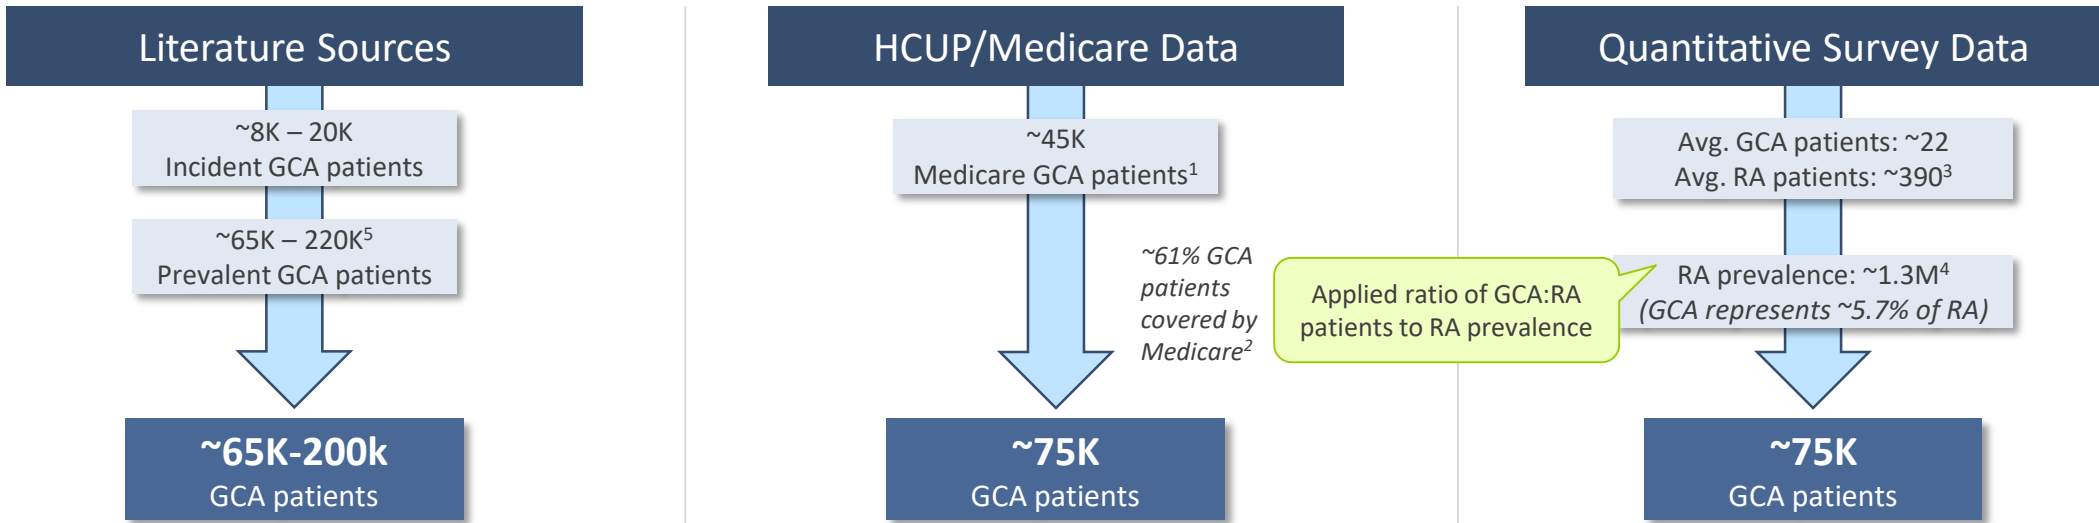 Literature Sources
~8K – 20K
Incident GCA patients
~65K – 220K⁵
Prevalent GCA patients
~65K-200k
GCA patients
HCUP/Medicare Data
~45K
Medicare GCA patients¹
~61% GCA
patients
covered by
Medicare²
~75K
GCA patients
Quantitative Survey Data
Avg. GCA patients: ~22
Avg. RA patients: ~390³
Applied ratio of GCA:RA
patients to RA prevalence
RA prevalence: ~1.3M⁴
(GCA represents ~5.7% of RA)
~75K
GCA patients